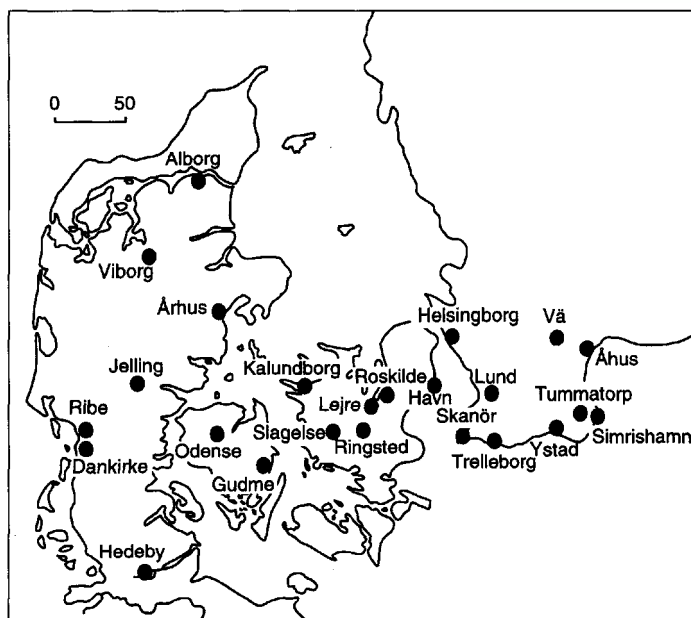 0 50
Alborg
Viborg
Århus
Helsingborg
Vä
Åhus
Jelling
Kalundborg
Roskilde
Havn
Lund
Lejre
Tummatorp
Ribe
Skanör
Simrishamn
Odense
Slagelse
Ringsted
Ystad
Dankirke
Trelleborg
Gudme
Hedeby